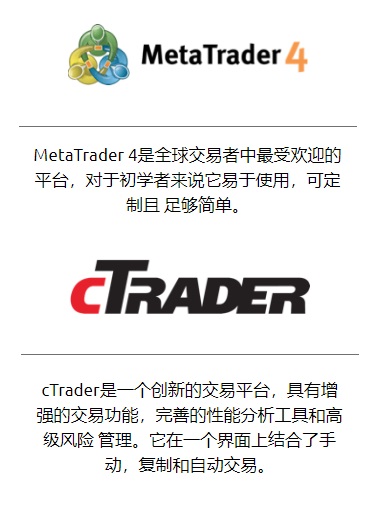 MetaTrader 4
MetaTrader 4是全球交易者中最受欢迎的
平台，对于初学者来说它易于使用，可定
制且 足够简单。
cTRADER
cTrader是一个创新的交易平台，具有增
强的交易功能，完善的性能分析工具和高
级风险 管理。它在一个界面上结合了手
动，复制和自动交易。